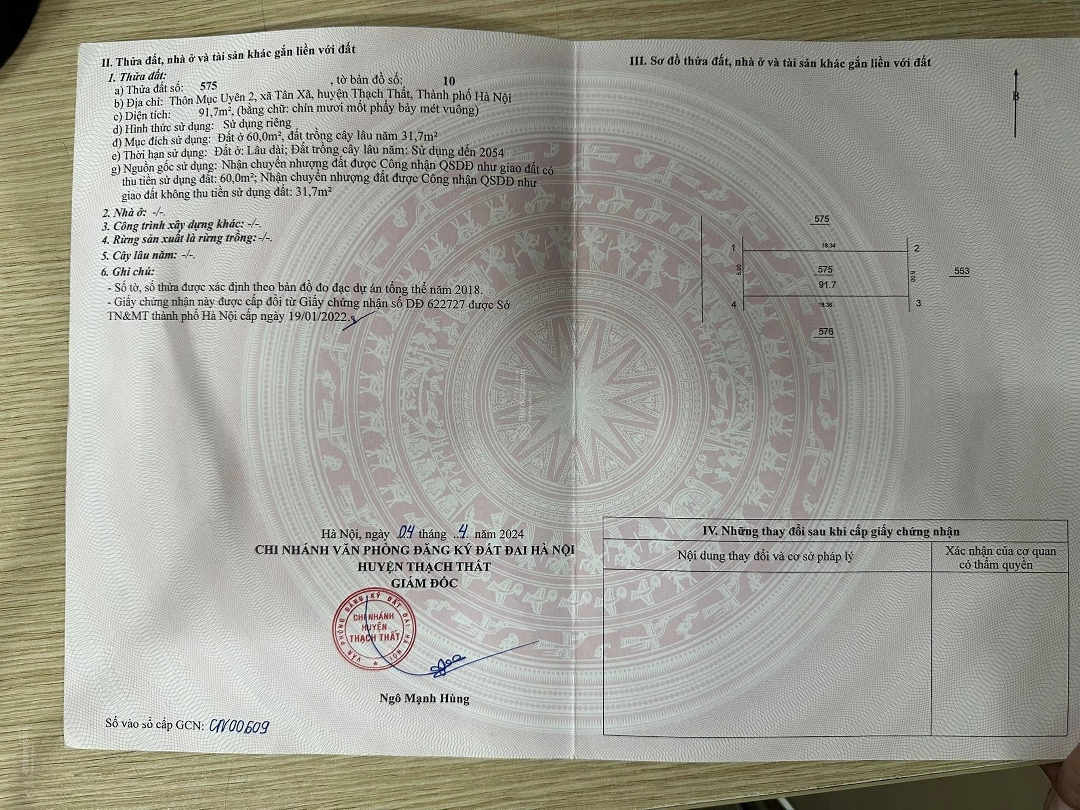 II. Thửa đất, nhà ở và tài sản khác gắn liền với đất
1. Thửa đất:
a) Thửa đất số: 575 , tờ bản đồ số: 10
b) Địa chỉ: Thôn Mục Uyên 2, xã Tân Xã, huyện Thạch Thất, Thành phố Hà Nội
c) Diện tích: 91,7m², (bằng chữ: chín mươi mốt phẩy bảy mét vuông)
d) Hình thức sử dụng: Sử dụng riêng
đ) Mục đích sử dụng: Đất ở 60,0m², đất trồng cây lâu năm 31,7m²
e) Thời hạn sử dụng: Đất ở: Lâu dài; Đất trồng cây lâu năm: Sử dụng đến 2054
g) Nguồn gốc sử dụng: Nhận chuyển nhượng đất được Công nhận QSDĐ như giao đất có
thu tiền sử dụng đất: 60,0m²; Nhận chuyển nhượng đất được Công nhận QSDĐ như
giao đất không thu tiền sử dụng đất: 31,7m²
2. Nhà ở: -/-.
3. Công trình xây dựng khác: -/-.
4. Rừng sản xuất là rừng trồng: -/-.
5. Cây lâu năm: -/-.
6. Ghi chú:
- Số tờ, số thửa được xác định theo bản đồ đo đạc dự án tổng thể năm 2018.
- Giấy chứng nhận này được cấp đổi từ Giấy chứng nhận số DĐ 622727 được Sở
TN&MT thành phố Hà Nội cấp ngày 19/01/2022.
Hà Nội, ngày 04 tháng 4 năm 2024
CHI NHÁNH VĂN PHÒNG ĐĂNG KÝ ĐẤT ĐAI HÀ NỘI
HUYỆN THẠCH THẤT
GIÁM ĐỐC
VĂN PHÒNG ĐĂNG KÝ ĐẤT ĐAI HÀ NỘI
CHI NHÁNH
HUYỆN
THẠCH THẤT
Ngô Mạnh Hùng
Số vào sổ cấp GCN: CN00609
III. Sơ đồ thửa đất, nhà ở và tài sản khác gắn liền với đất
B
575
1
18.34
2
5.00
575
91.7
553
4
18.36
3
576
IV. Những thay đổi sau khi cấp giấy chứng nhận
Nội dung thay đổi và cơ sở pháp lý
Xác nhận của cơ quan
có thẩm quyền